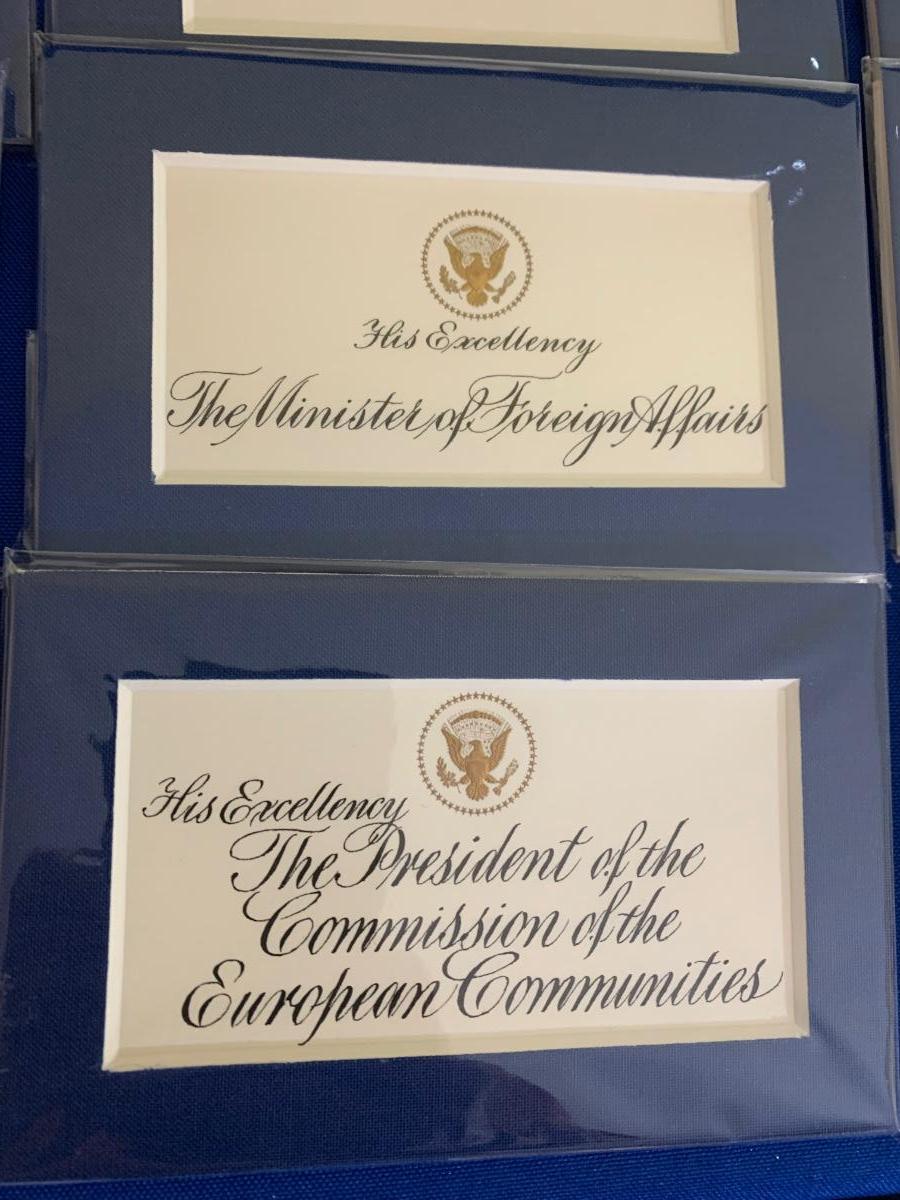 His Excellency
The Minister of Foreign Affairs
His Excellency
The President of the
Commission of the
European Communities